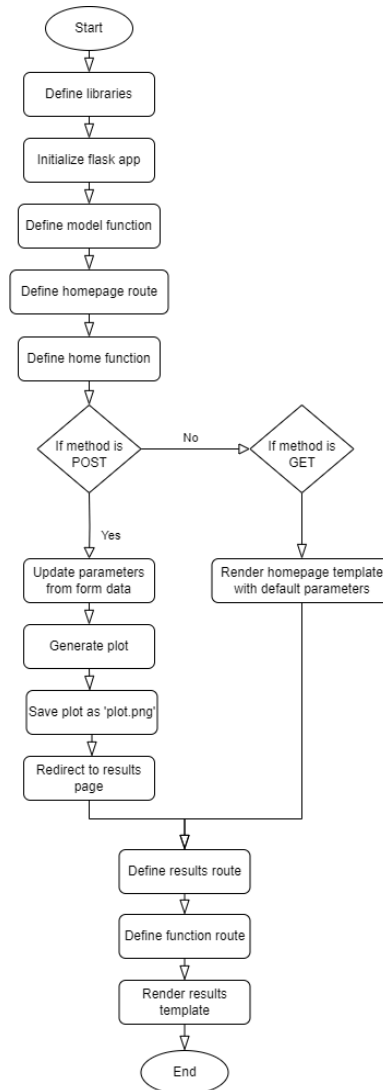 Start
Define libraries
Initialize flask app
Define model function
Define homepage route
Define home function
If method is
POST
No
If method is
GET
Yes
Update parameters
from form data
Render homepage template
with default parameters
Generate plot
Save plot as 'plot.png'
Redirect to results
page
Define results route
Define function route
Render results
template
End